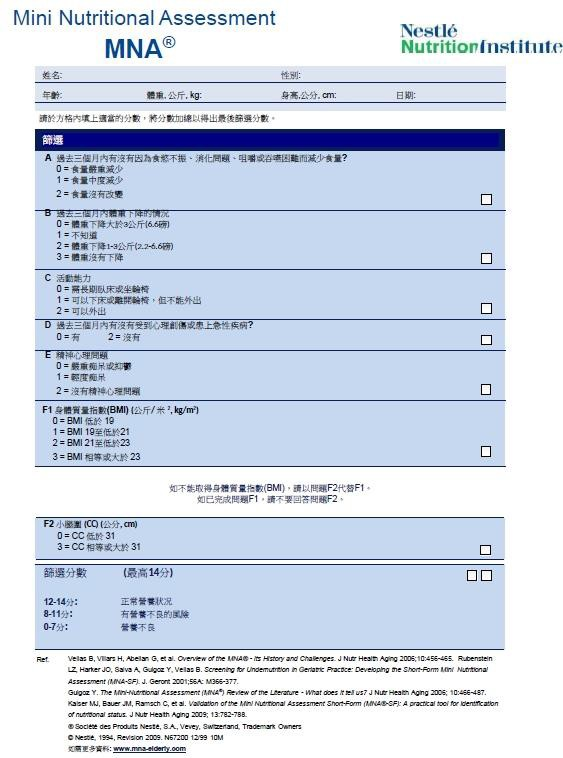 Mini Nutritional Assessment
MNA®
Nestlé
NutritionInstitute
姓名: 性別:
年齡: 體重, 公斤, kg: 身高,公分, cm: 日期:
請於方格內填上適當的分數，將分數加總以得出最後篩選分數。
篩選
A 過去三個月內有沒有因為食慾不振、消化問題、咀嚼或吞嚥困難而減少食量?
0 = 食量嚴重減少
1 = 食量中度減少
2 = 食量沒有改變
B 過去三個月內體重下降的情況
0 = 體重下降大於3公斤(6.6磅)
1 = 不知道
2 = 體重下降1-3公斤(2.2-6.6磅)
3 = 體重沒有下降
C 活動能力
0 = 需長期臥床或坐輪椅
1 = 可以下床或離開輪椅，但不能外出
2 = 可以外出
D 過去三個月內有沒有受到心理創傷或患上急性疾病?
0 = 有 2 = 沒有
E 精神心理問題
0 = 嚴重痴呆或抑鬱
1 = 輕度痴呆
2 = 沒有精神心理問題
F1 身體質量指數(BMI) (公斤/ 米 ², kg/m²)
0 = BMI 低於 19
1 = BMI 19至低於21
2 = BMI 21至低於23
3 = BMI 相等或大於 23
如不能取得身體質量指數(BMI)，請以問題F2代替F1。
如已完成問題F1，請不要回答問題F2。
F2 小腿圍 (CC) (公分, cm)
0 = CC 低於 31
3 = CC 相等或大於 31
篩選分數 (最高14分)
12-14分: 正常營養狀況
8-11分: 有營養不良的風險
0-7分: 營養不良
Ref. Vellas B, Villars H, Abellan G, et al. Overview of the MNA® - Its History and Challenges. J Nutr Health Aging 2006;10:456-465. Rubenstein
LZ, Harker JO, Salva A, Guigoz Y, Vellas B. Screening for Undernutrition in Geriatric Practice: Developing the Short-Form Mini Nutritional
Assessment (MNA-SF). J. Geront 2001;56A: M366-377.
Guigoz Y. The Mini-Nutritional Assessment (MNA®) Review of the Literature - What does it tell us? J Nutr Health Aging 2006; 10:466-487.
Kaiser MJ, Bauer JM, Ramsch C, et al. Validation of the Mini Nutritional Assessment Short-Form (MNA®-SF): A practical tool for identification
of nutritional status. J Nutr Health Aging 2009; 13:782-788.
® Société des Produits Nestlé, S.A., Vevey, Switzerland, Trademark Owners
© Nestlé, 1994, Revision 2009. N67200 12/99 10M
如需更多資料: www.mna-elderly.com